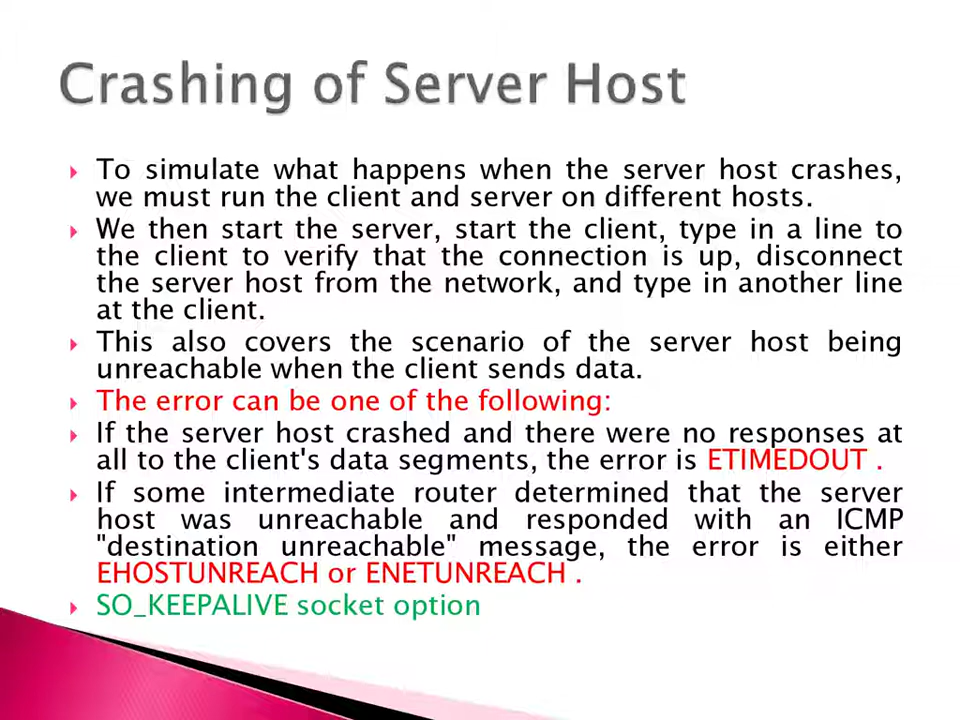 Crashing of Server Host
To simulate what happens when the server host crashes,
we must run the client and server on different hosts.
We then start the server, start the client, type in a line to
the client to verify that the connection is up, disconnect
the server host from the network, and type in another line
at the client.
This also covers the scenario of the server host being
unreachable when the client sends data.
The error can be one of the following:
If the server host crashed and there were no responses at
all to the client's data segments, the error is ETIMEDOUT .
If some intermediate router determined that the server
host was unreachable and responded with an ICMP
"destination unreachable" message, the error is either
EHOSTUNREACH or ENETUNREACH .
SO_KEEPALIVE socket option